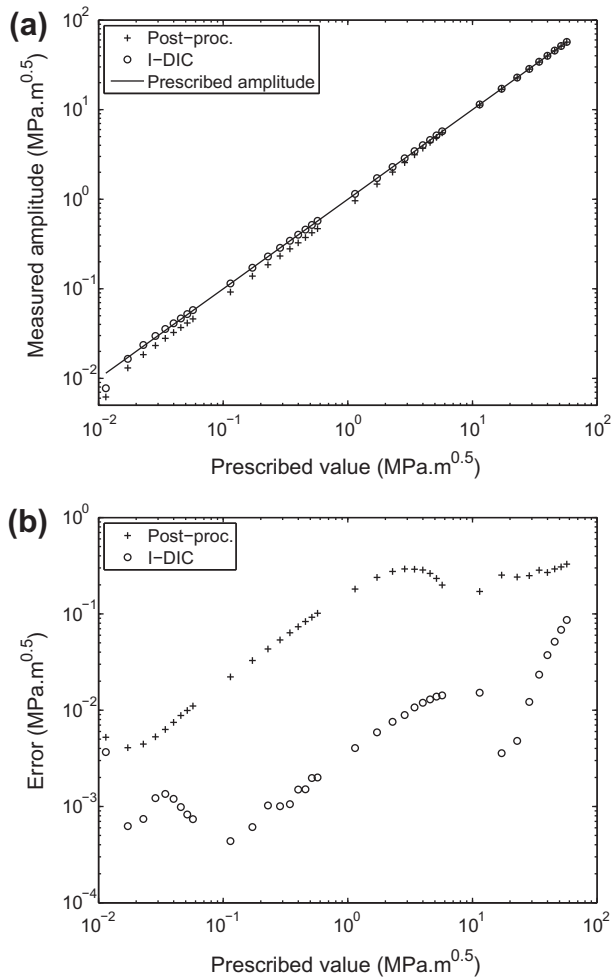 (a)
Post-proc.
I-DIC
Prescribed amplitude
10^2
10^1
10^0
10^-1
10^-2
Measured amplitude (MPa.m^0.5)
10^-2 10^-1 10^0 10^1 10^2
Prescribed value (MPa.m^0.5)
(b)
Post-proc.
I-DIC
10^0
10^-1
10^-2
10^-3
10^-4
Error (MPa.m^0.5)
10^-2 10^-1 10^0 10^1 10^2
Prescribed value (MPa.m^0.5)